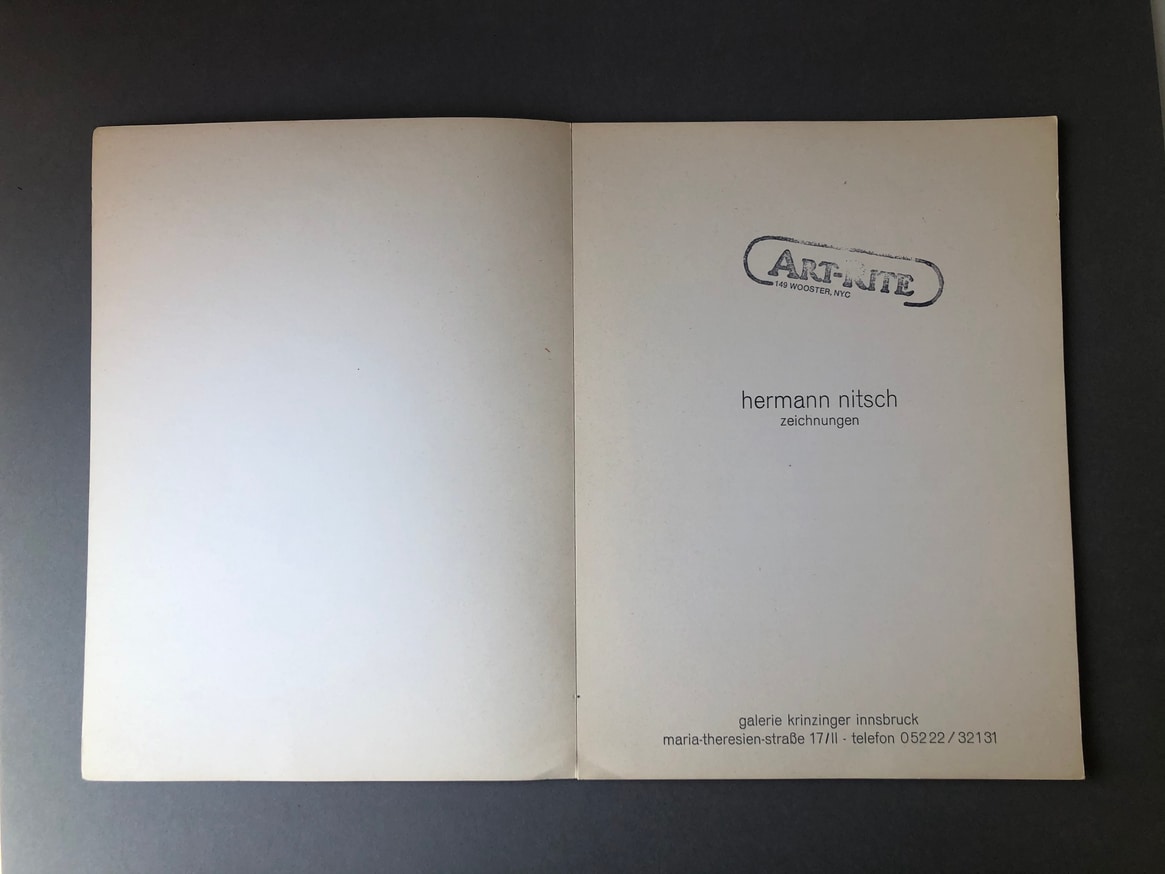 ART-RITE
149 WOOSTER, NYC
hermann nitsch
zeichnungen
galerie krinzinger innsbruck
maria-theresien-straße 17/II - telefon 05222/32131